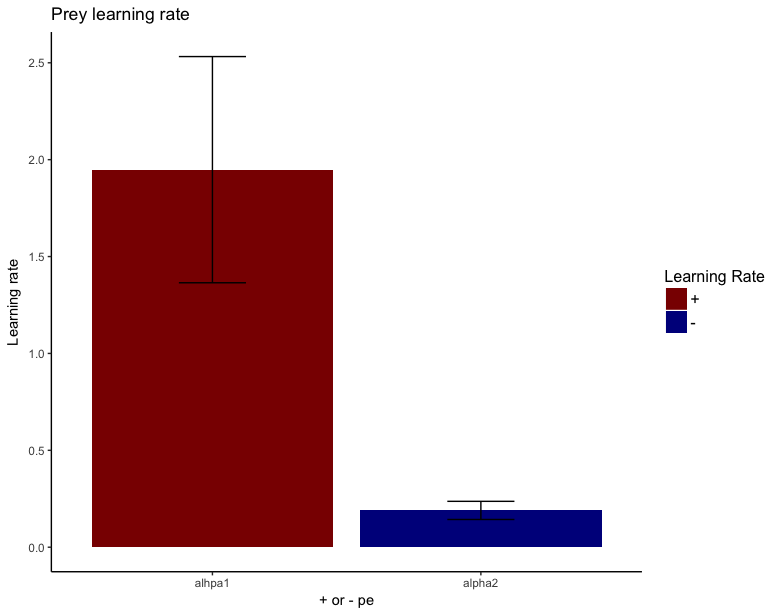 Prey learning rate
2.5
2.0
1.5
1.0
0.5
0.0
Learning rate
alhpa1
alpha2
+ or - pe
Learning Rate
+
-